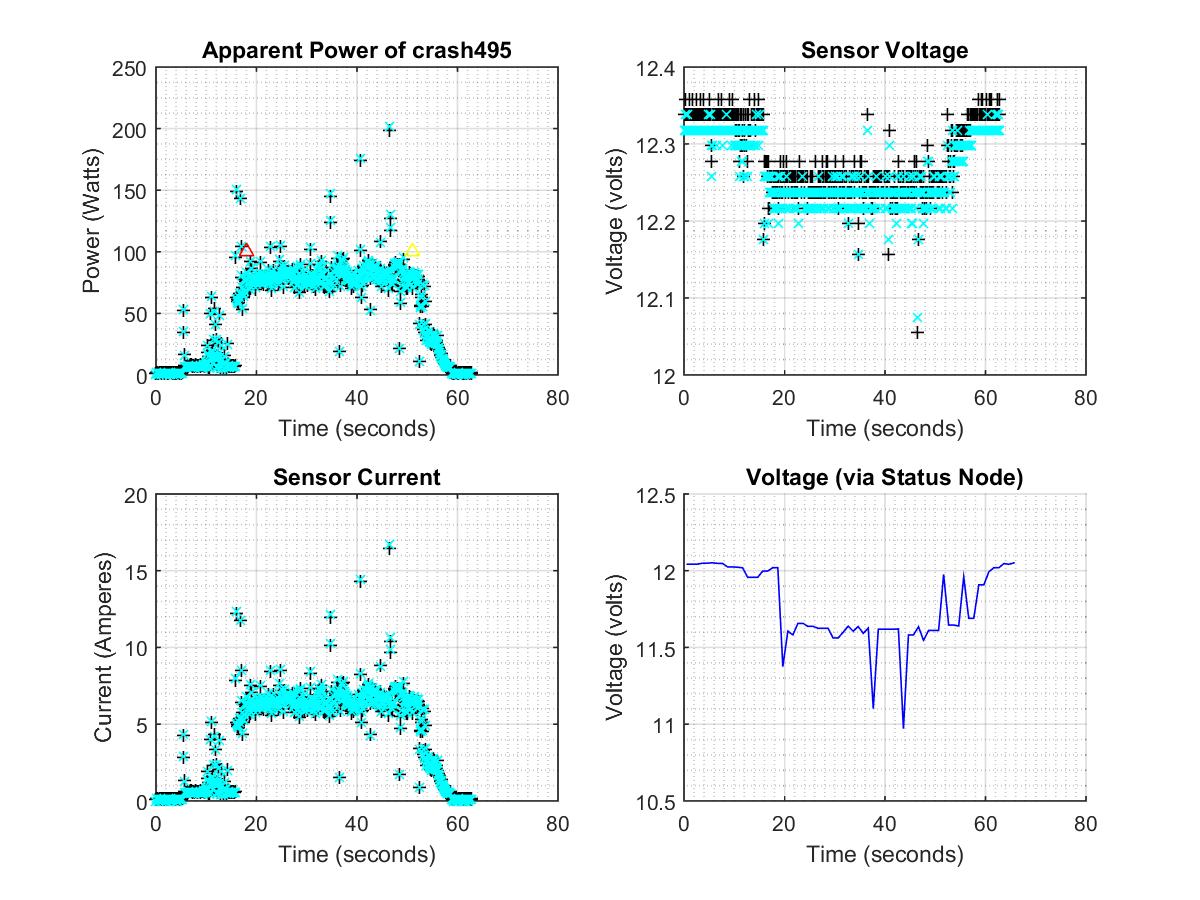 Apparent Power of crash495
250
200
150
100
50
0
Power (Watts)
0 20 40 60 80
Time (seconds)
Sensor Voltage
12.4
12.3
12.2
12.1
12
Voltage (volts)
0 20 40 60 80
Time (seconds)
Sensor Current
20
15
10
5
0
Current (Amperes)
0 20 40 60 80
Time (seconds)
Voltage (via Status Node)
12.5
12
11.5
11
10.5
Voltage (volts)
0 20 40 60 80
Time (seconds)